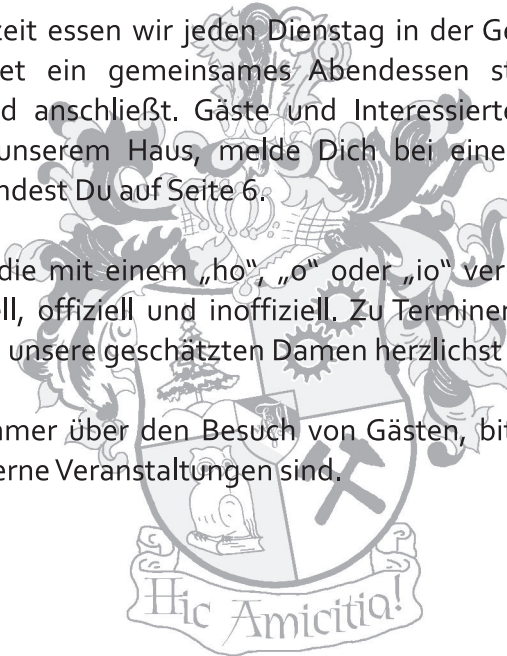 zeit essen wir jeden Dienstag in der Ge
et ein gemeinsames Abendessen st
d anschließt. Gäste und Interessierte
unserem Haus, melde Dich bei eine
ndest Du auf Seite 6.
die mit einem „ho“, „o“ oder „io“ ver
ll, offiziell und inoffiziell. Zu Terminen
unsere geschätzten Damen herzlichst
mmer über den Besuch von Gästen, bit
erne Veranstaltungen sind.
Hic Amicitia!